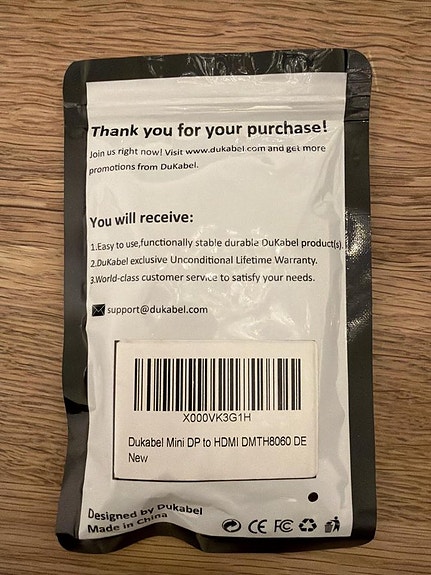 Thank you for your purchase!
Join us right now! Visit www.dukabel.com and get more
promotions from DuKabel.
You will receive:
1.Easy to use,functionally stable durable DuKabel product(s).
2.DuKabel exclusive Unconditional Lifetime Warranty.
3.World-class customer service to satisfy your needs.
support@dukabel.com
X000VK3G1H
Dukabel Mini DP to HDMI DMTH8060 DE
New
Designed by Dukabel
Made in China
CE FC